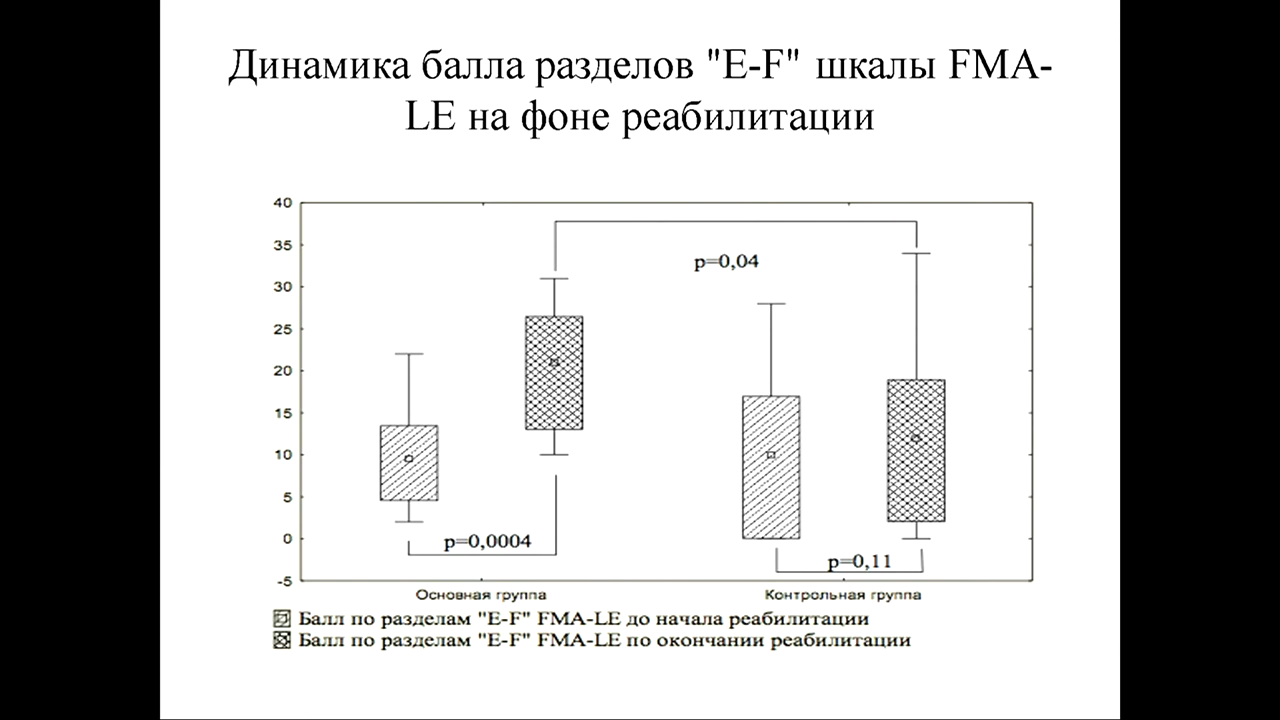 Динамика балла разделов "E-F" шкалы FMA-
LE на фоне реабилитации
40
35
30
25
20
15
10
5
0
-5
p=0,04
p=0,0004
p=0,11
Основная группа
Контрольная группа
Балл по разделам "E-F" FMA-LE до начала реабилитации
Балл по разделам "E-F" FMA-LE по окончании реабилитации